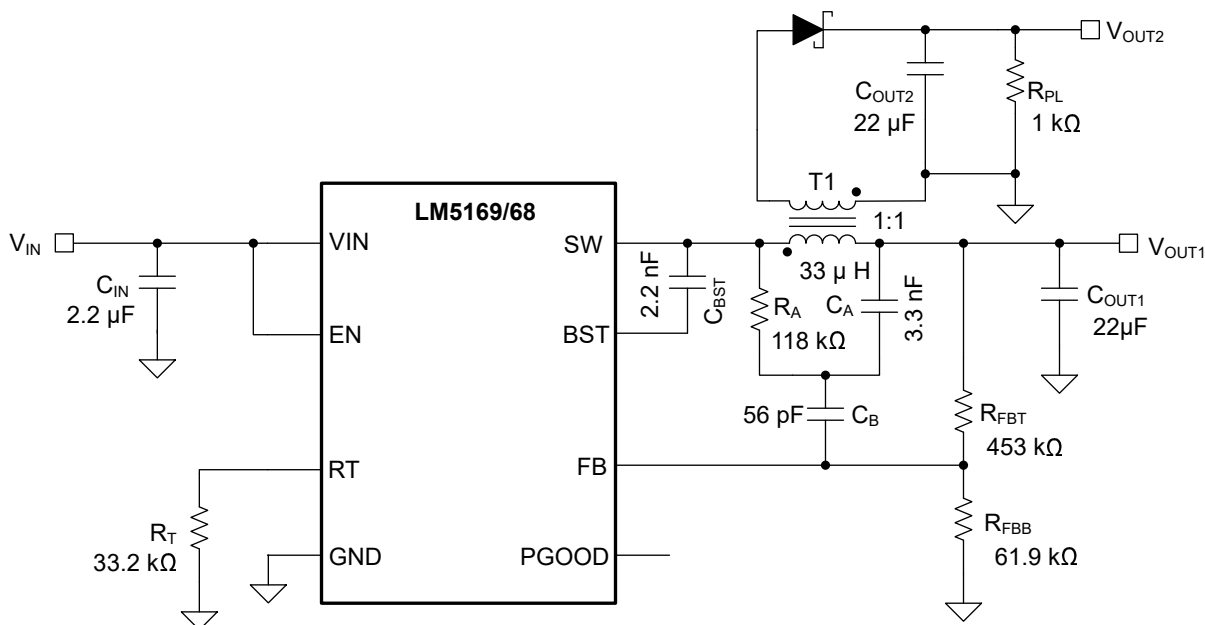 V_OUT2
C_OUT2
22 µF
R_PL
1 kΩ
T1
1:1
LM5169/68
V_IN
VIN
SW
33 µ H
V_OUT1
C_IN
2.2 µF
2.2 nF
C_BST
R_A
118 kΩ
C_A
3.3 nF
C_OUT1
22µF
EN
BST
56 pF
C_B
R_FBT
453 kΩ
RT
FB
R_T
33.2 kΩ
GND
PGOOD
R_FBB
61.9 kΩ